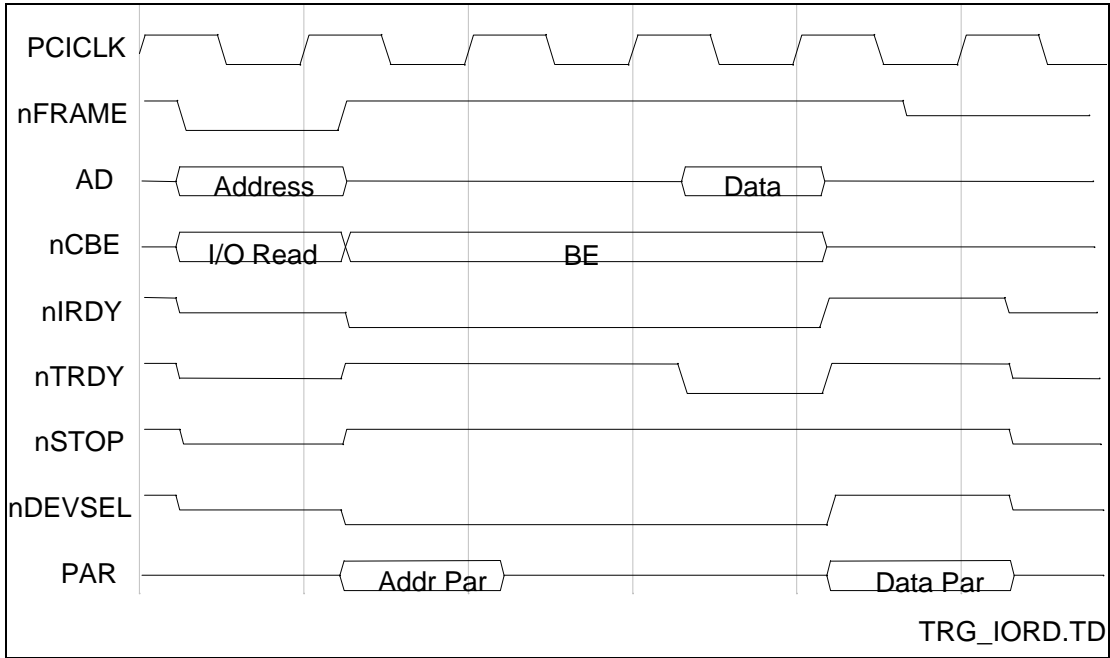 PCICLK
nFRAME
AD Address Data
nCBE I/O Read BE
nIRDY
nTRDY
nSTOP
nDEVSEL
PAR Addr Par Data Par
TRG_IORD.TD